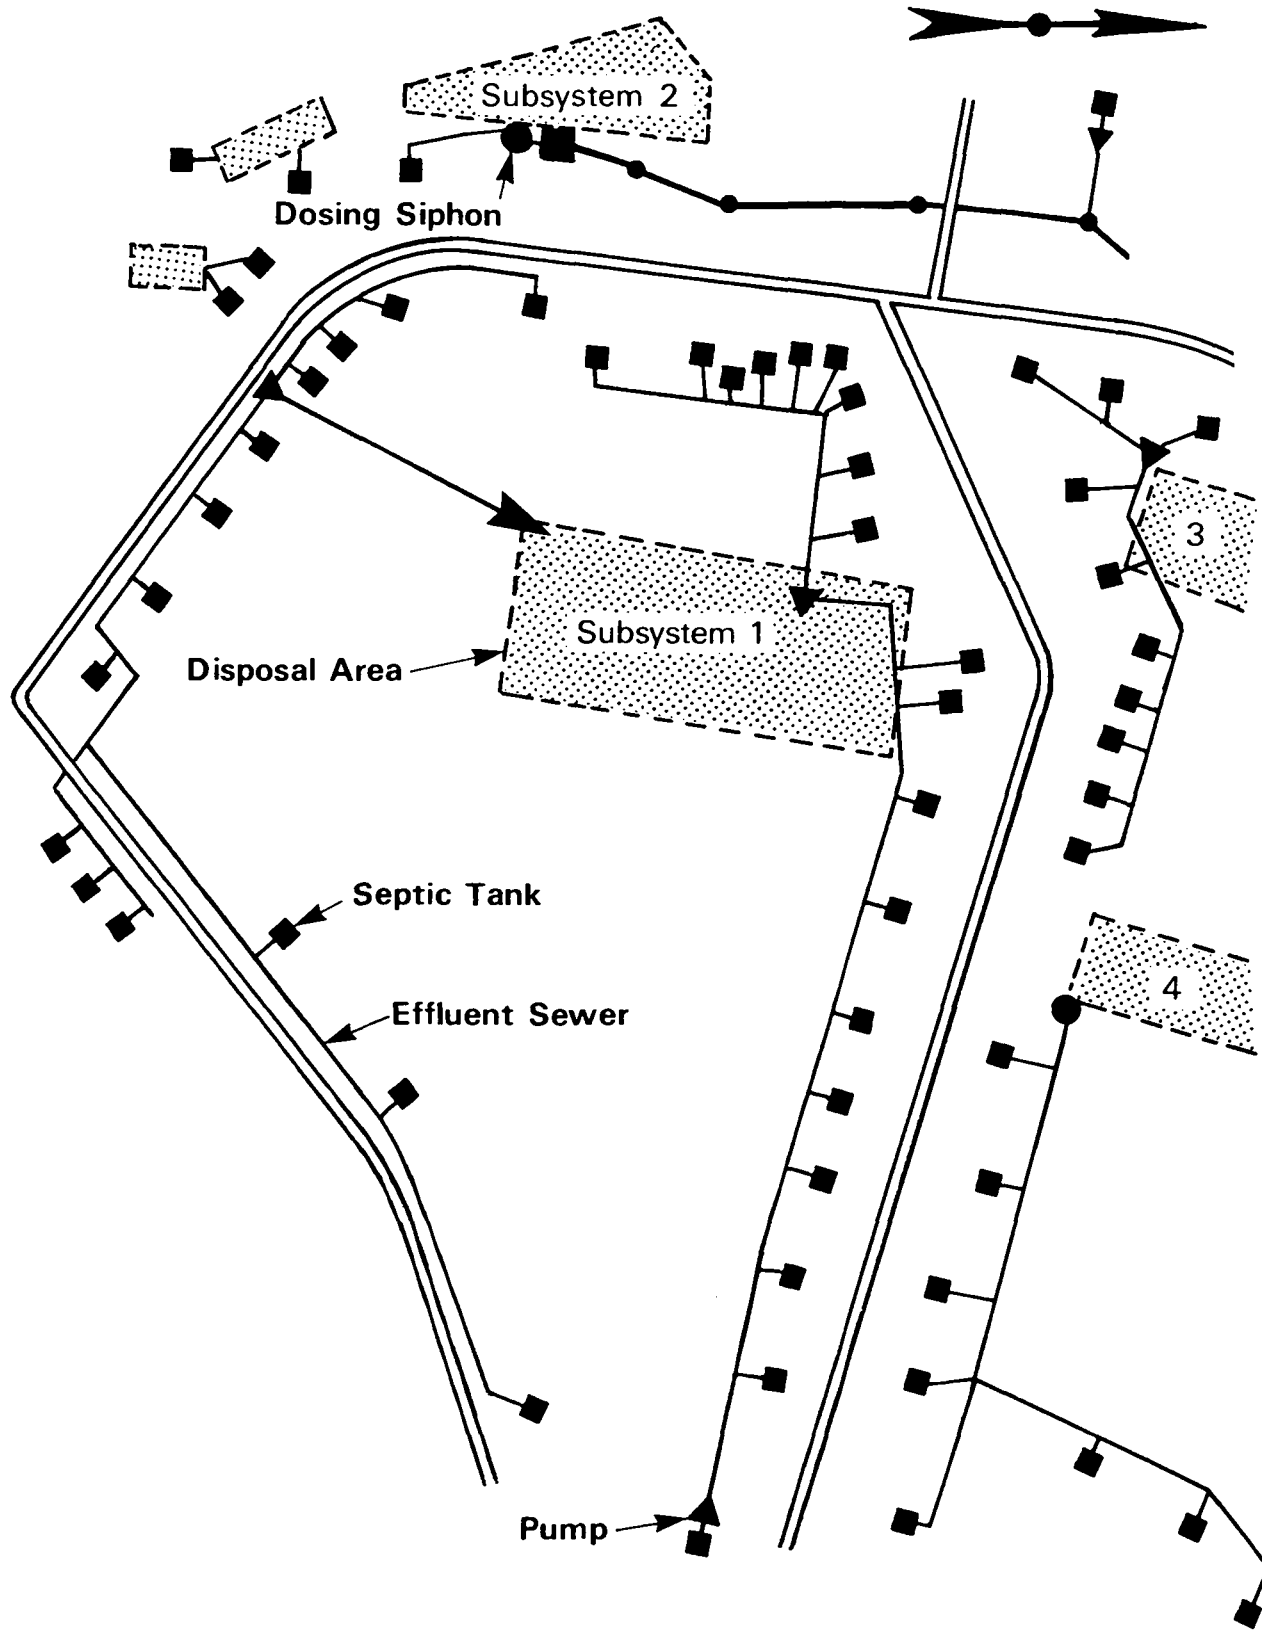 Subsystem 2
Dosing Siphon
3
Subsystem 1
Disposal Area
Septic Tank
4
Effluent Sewer
Pump